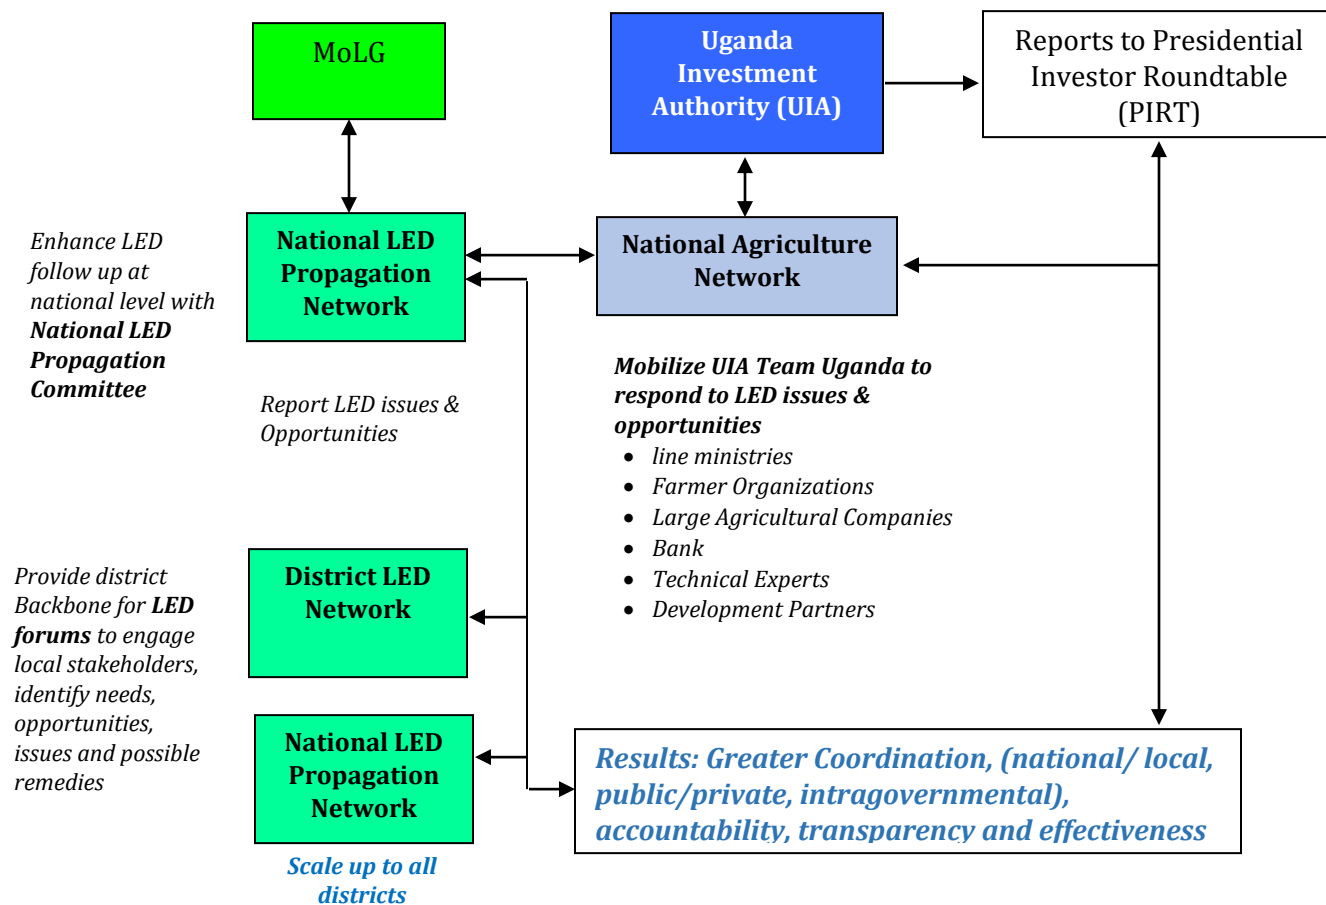 MoLG
Uganda
Investment
Authority (UIA)
Reports to Presidential
Investor Roundtable
(PIRT)
Enhance LED
follow up at
national level with
National LED
Propagation
Committee
National LED
Propagation
Network
National Agriculture
Network
Report LED issues &
Opportunities
Mobilize UIA Team Uganda to
respond to LED issues &
opportunities
• line ministries
• Farmer Organizations
• Large Agricultural Companies
• Bank
• Technical Experts
• Development Partners
Provide district
Backbone for LED
forums to engage
local stakeholders,
identify needs,
opportunities,
issues and possible
remedies
District LED
Network
National LED
Propagation
Network
Scale up to all
districts
Results: Greater Coordination, (national/ local,
public/private, intragovernmental),
accountability, transparency and effectiveness